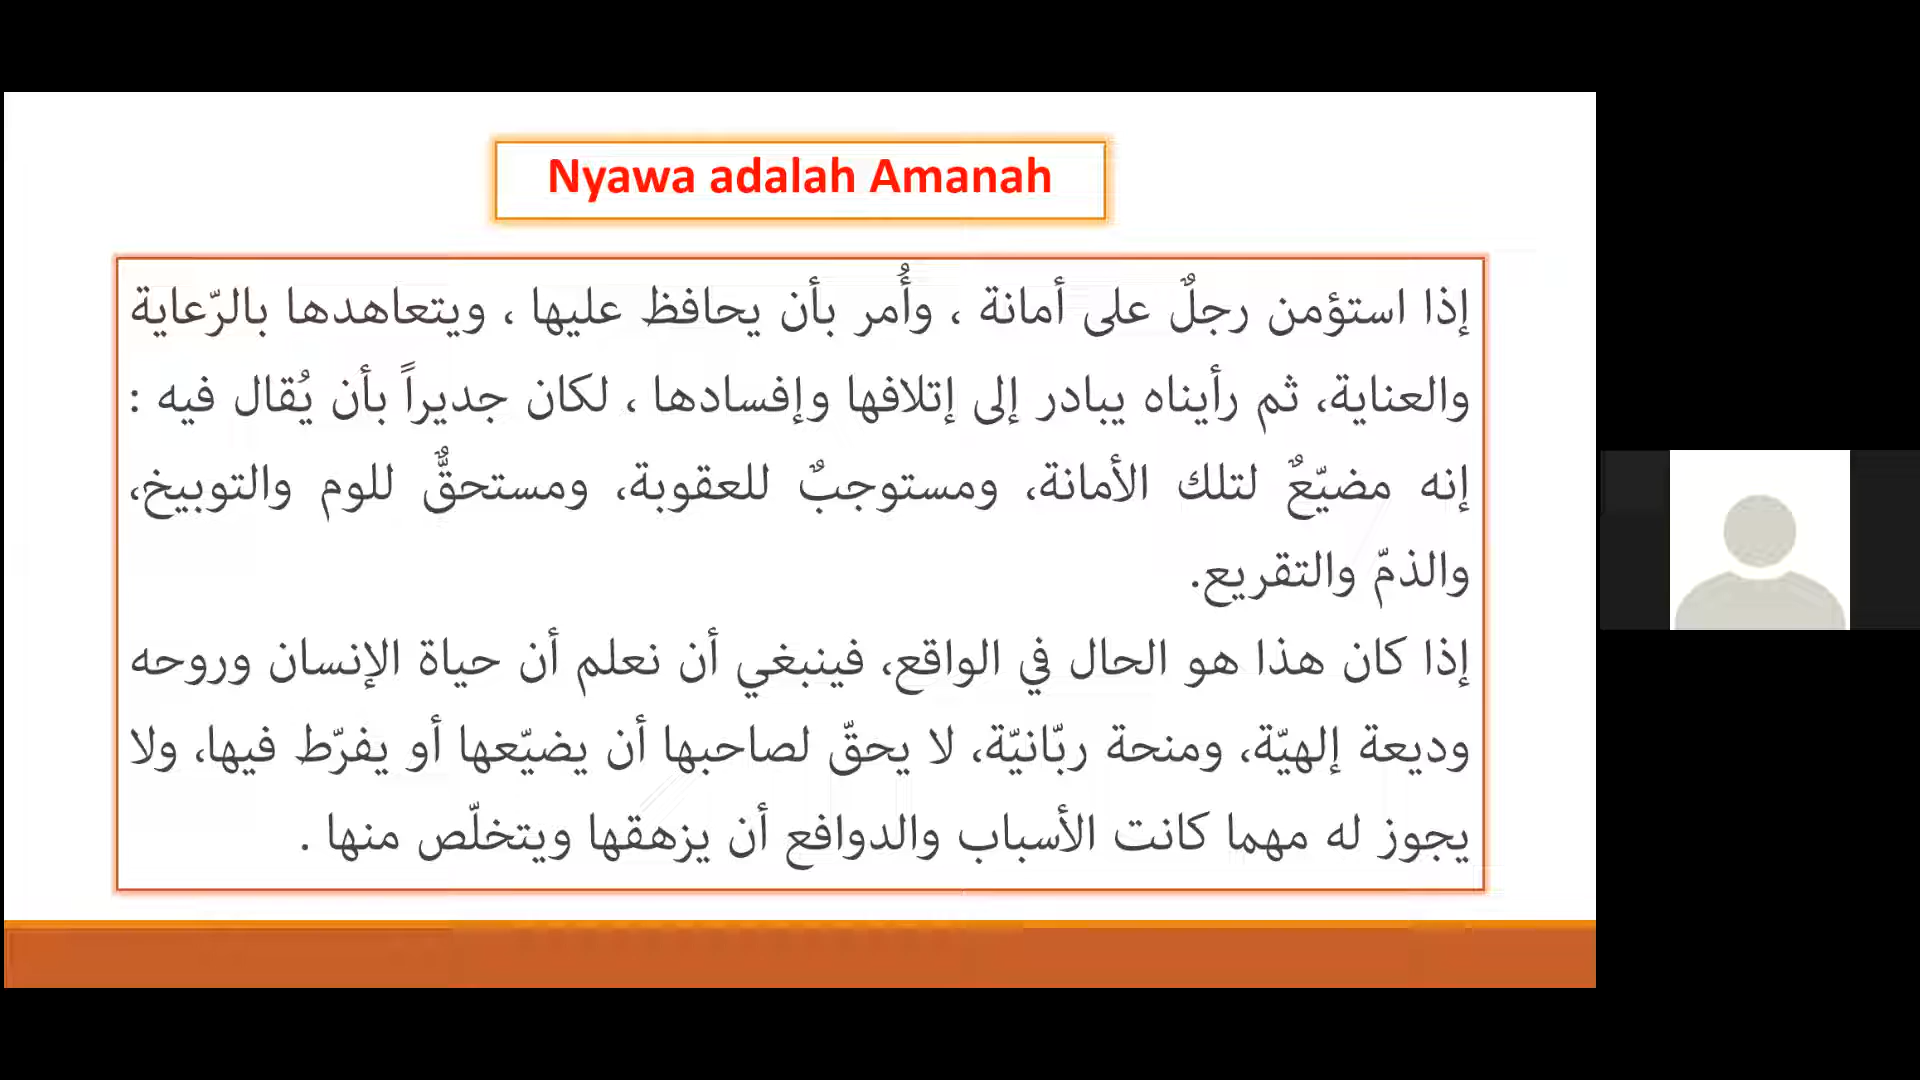 Nyawa adalah Amanah
إذا استؤمن رجلٌ على أمانة ، وأُمر بأن يحافظ عليها ، ويتعاهدها بالرّعاية
والعناية، ثم رأيناه يبادر إلى إتلافها وإفسادها ، لكان جديراً بأن يُقال فيه :
إنه مضيّعٌ لتلك الأمانة، ومستوجبٌ للعقوبة، ومستحقٌّ للوم والتوبيخ،
والذمّ والتقريع.
إذا كان هذا هو الحال في الواقع، فينبغي أن نعلم أن حياة الإنسان وروحه
وديعة إلهيّة، ومنحة ربّانيّة، لا يحقّ لصاحبها أن يضيّعها أو يفرّط فيها، ولا
يجوز له مهما كانت الأسباب والدوافع أن يزهقها ويتخلّص منها .